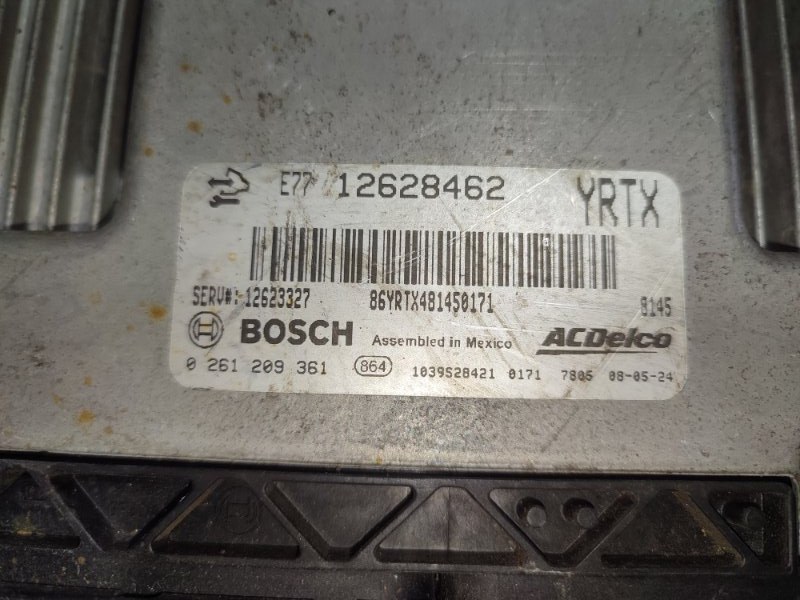 E77 12628462 YRTX
SERV#: 12623327 86YRTX481450171 8145
BOSCH Assembled in Mexico ACDelco
0 261 209 361 864 1039S28421 0171 7805 08-05-24